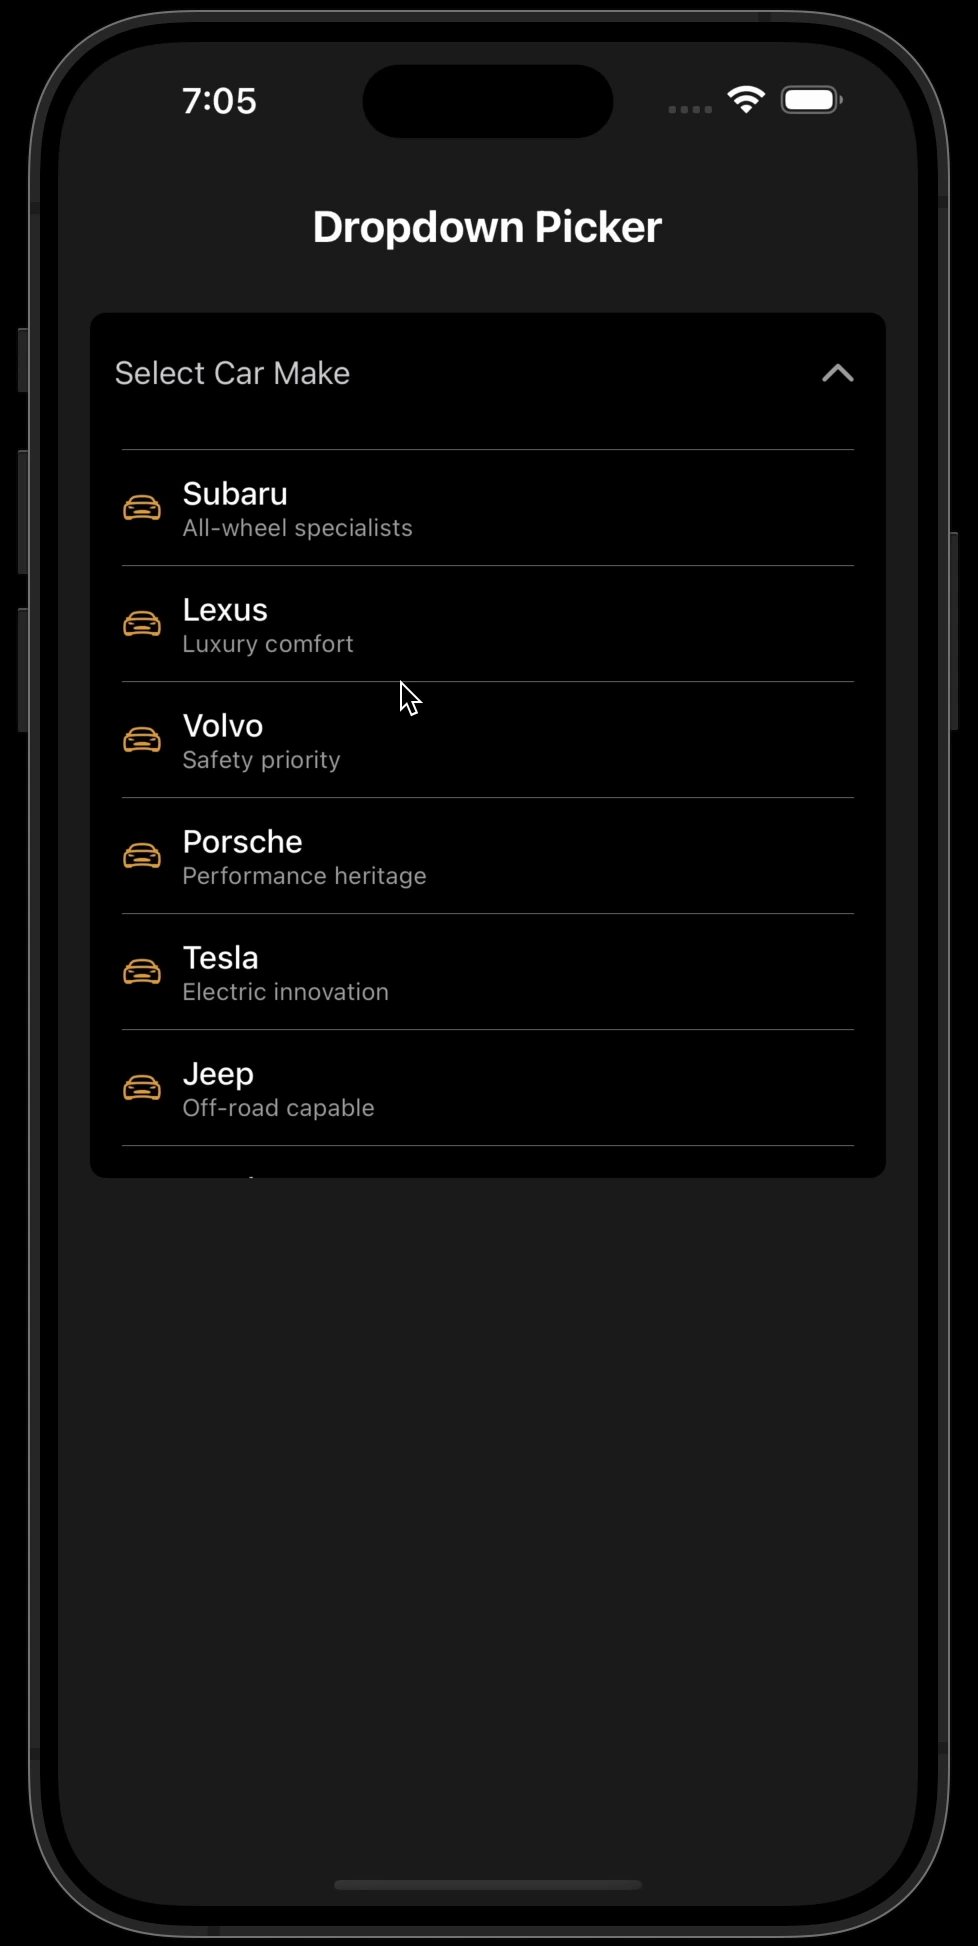 7:05
Dropdown Picker
Select Car Make
Subaru
All-wheel specialists
Lexus
Luxury comfort
Volvo
Safety priority
Porsche
Performance heritage
Tesla
Electric innovation
Jeep
Off-road capable